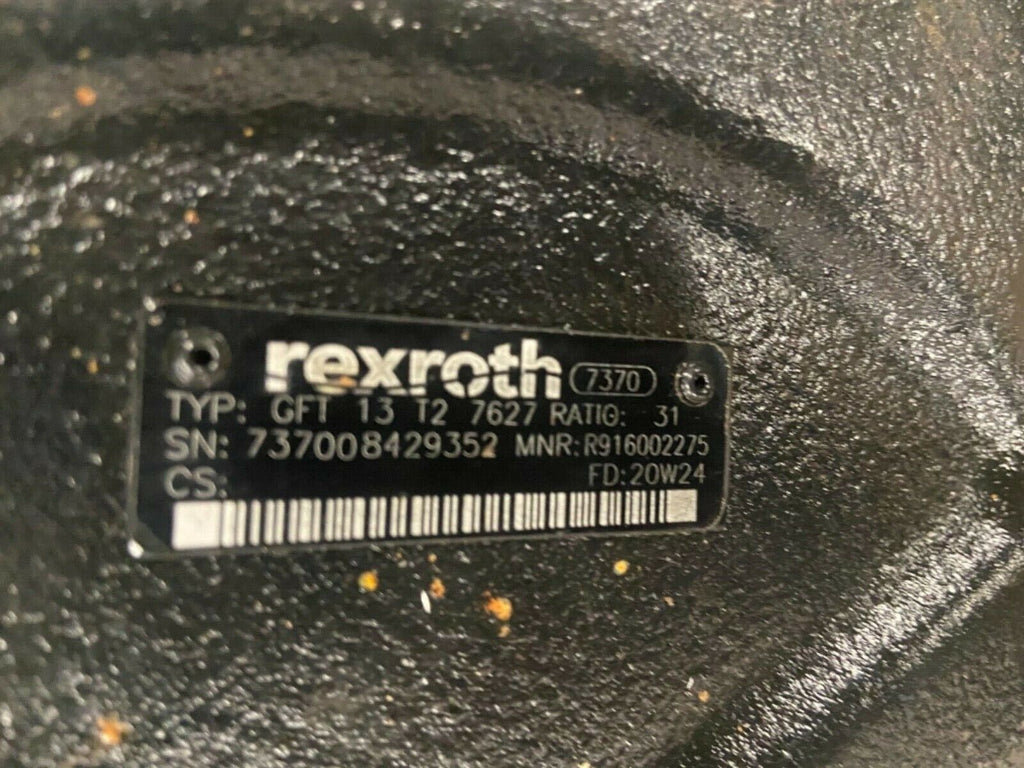 rexroth 7370
TYP: GFT 13 T2 7627 RATIO: 31
SN: 737008429352 MNR: R916002275
CS: FD: 20W24